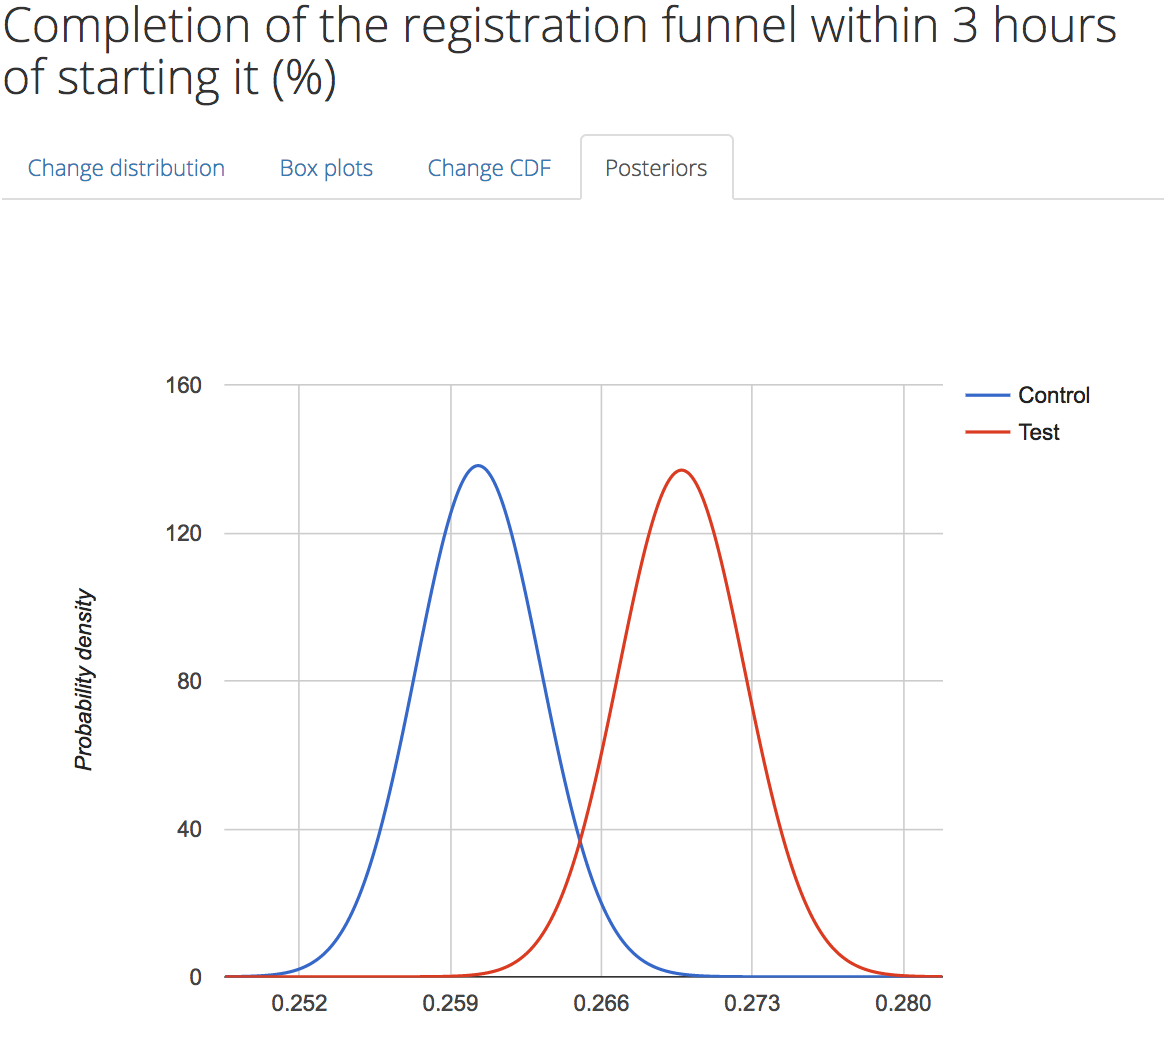 Completion of the registration funnel within 3 hours
of starting it (%)
Change distribution
Box plots
Change CDF
Posteriors
160
120
80
40
0
Probability density
0.252
0.259
0.266
0.273
0.280
Control
Test